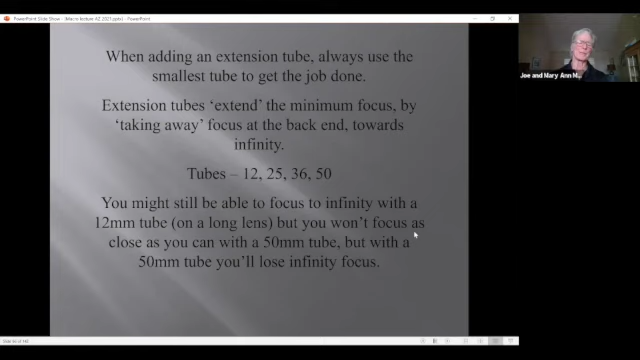 PowerPoint Slide Show - [Macro lecture AZ 2021.pptx] - PowerPoint
When adding an extension tube, always use the
smallest tube to get the job done.
Extension tubes ‘extend’ the minimum focus, by
‘taking away’ focus at the back end, towards
infinity.
Tubes – 12, 25, 36, 50
You might still be able to focus to infinity with a
12mm tube (on a long lens) but you won’t focus as
close as you can with a 50mm tube, but with a
50mm tube you’ll lose infinity focus.
Joe and Mary Ann M...